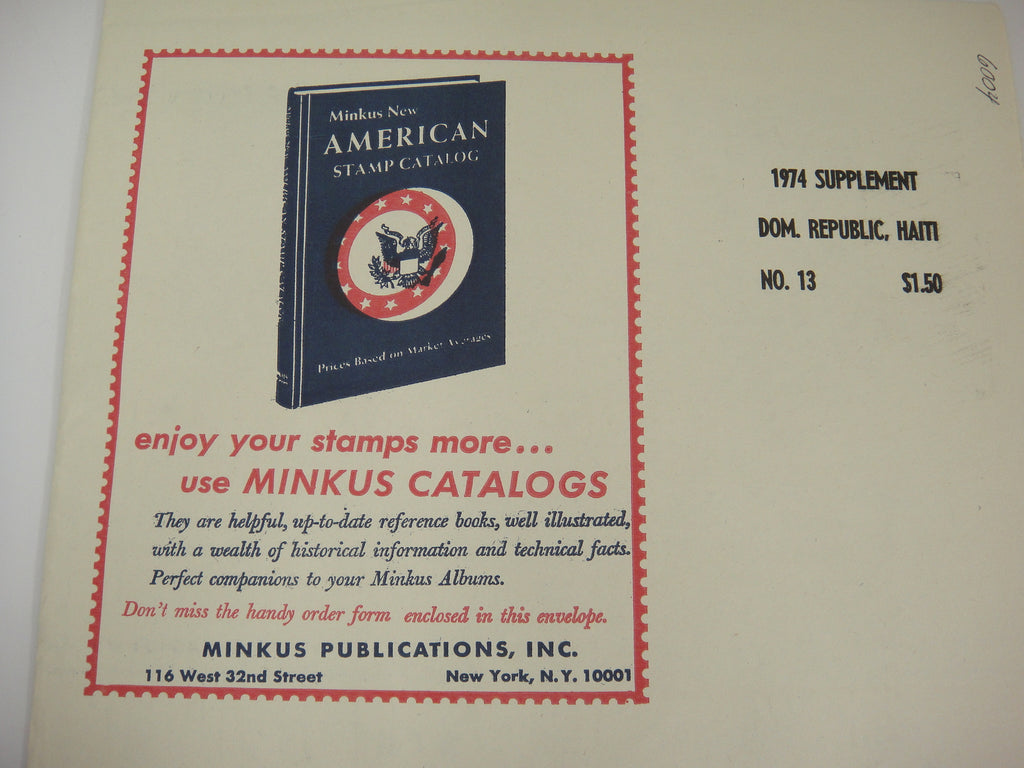 Minkus New
AMERICAN
STAMP CATALOG
Prices Based on Market Averages
enjoy your stamps more...
use MINKUS CATALOGS
They are helpful, up-to-date reference books, well illustrated,
with a wealth of historical information and technical facts.
Perfect companions to your Minkus Albums.
Don't miss the handy order form enclosed in this envelope.
MINKUS PUBLICATIONS, INC.
116 West 32nd Street New York, N.Y. 10001
6004
1974 SUPPLEMENT
DOM. REPUBLIC, HAITI
NO. 13 $1.50